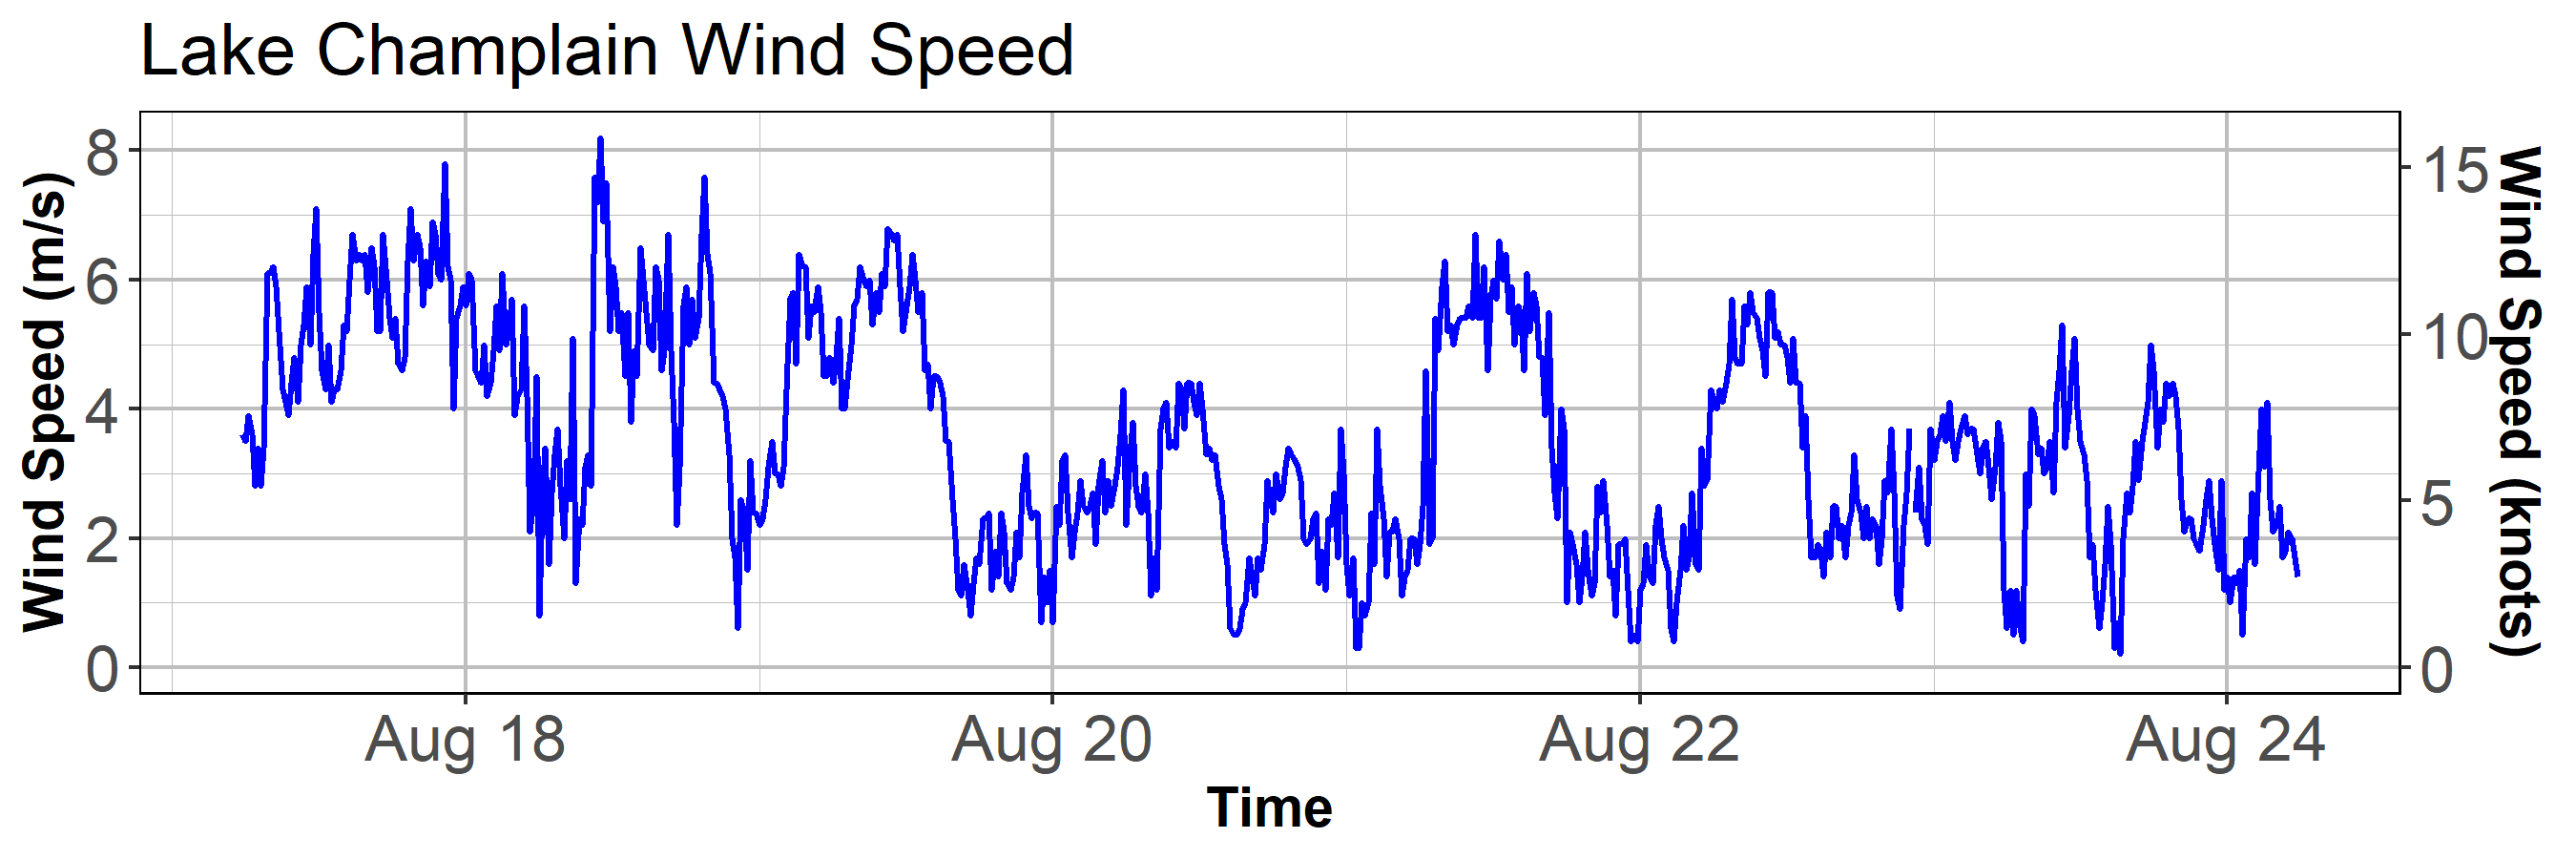 Lake Champlain Wind Speed
Wind Speed (m/s)
8
6
4
2
0
15
10
5
0
Wind Speed (knots)
Aug 18
Aug 20
Aug 22
Aug 24
Time